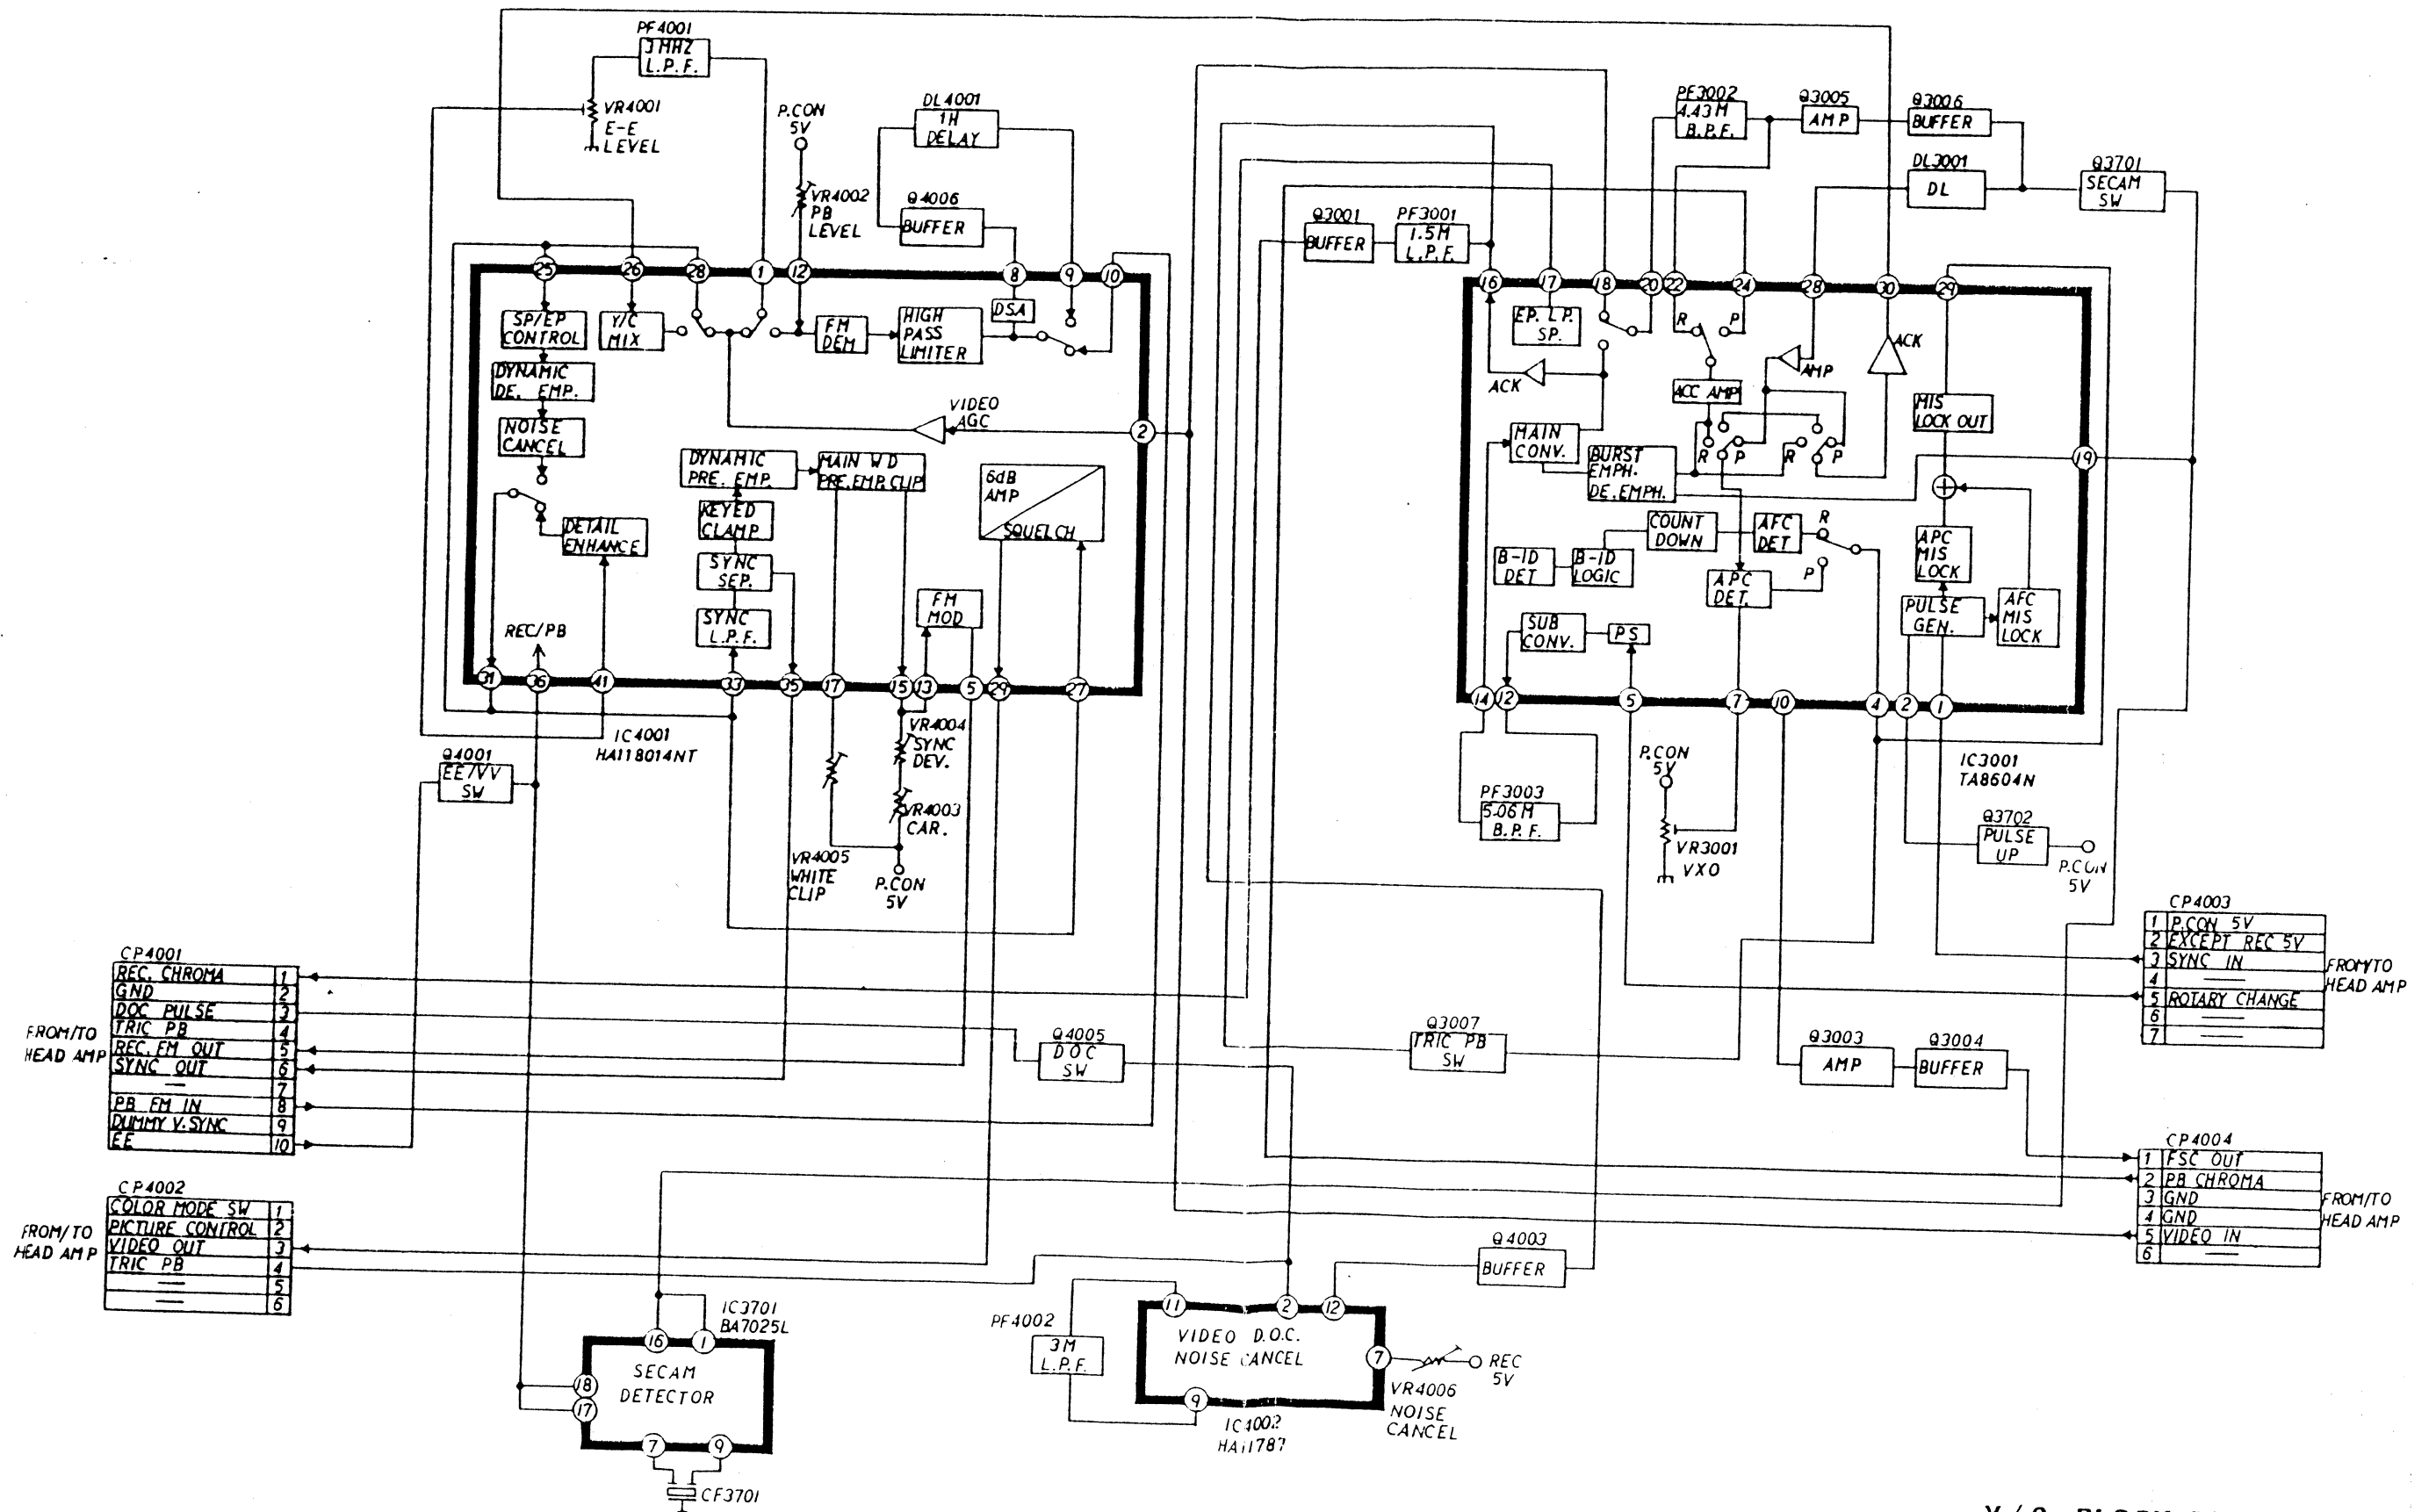 PF4001
3MHZ
L.P.F.
VR4001
E-E
LEVEL
P.CON
5V
VR4002
PB
LEVEL
DL4001
1H
DELAY
Q4006
BUFFER
25
26
28
1
12
8
9
10
SP/EP
CONTROL
Y/C
MIX
FM
DEM
HIGH
PASS
LIMITER
DSA
DYNAMIC
DE. EMP.
NOISE
CANCEL
VIDEO
AGC
2
DYNAMIC
PRE. EMP.
MAIN W D
PRE.EMP.CLIP
6dB
AMP
SQUELCH
KEYED
CLAMP
DETAIL
ENHANCE
SYNC
SEP.
SYNC
L.P.F.
FM
MOD
REC/PB
31
36
41
33
35
17
15
13
5
29
27
IC4001
HA118014NT
Q4001
EE/VV
SW
VR4004
SYNC
DEV.
VR4003
CAR.
VR4005
WHITE
CLIP
P.CON
5V
PF3002
4.43M
B.P.F.
Q3005
AMP
Q3006
BUFFER
DL3001
DL
Q3701
SECAM
SW
Q3001
BUFFER
PF3001
1.5M
L.P.F.
16
17
18
20
22
24
28
30
29
EP. LP.
SP.
R
P
ACK
ACK
AMP
ACC AMP
MIS
LOCK OUT
MAIN
CONV.
BURST
EMPH.
DE.EMPH.
R
P
R
P
19
COUNT
DOWN
AFC
DET
R
P
B-ID
DET
B-ID
LOGIC
APC
DET.
APC
MIS
LOCK
PULSE
GEN.
AFC
MIS
LOCK
SUB
CONV.
PS
14
12
5
7
10
4
2
1
IC3001
TA8604N
PF3003
5.06M
B.P.F.
P.CON
5V
VR3001
VXO
Q3702
PULSE
UP
P.CON
5V
CP4001
REC. CHROMA 1
GND 2
DOC PULSE 3
TRIC PB 4
REC. FM OUT 5
SYNC OUT 6
— 7
PB FM IN 8
DUMMY V.SYNC 9
EE 10
FROM/TO
HEAD AMP
CP4003
1 P.CON 5V
2 EXCEPT REC 5V
3 SYNC IN
4 —
5 ROTARY CHANGE
6 —
7 —
FROM/TO
HEAD AMP
Q4005
DOC
SW
Q3007
TRIC PB
SW
Q3003
AMP
Q3004
BUFFER
CP4004
1 FSC OUT
2 PB CHROMA
3 GND
4 GND
5 VIDEO IN
6 —
FROM/TO
HEAD AMP
CP4002
COLOR MODE SW 1
PICTURE CONTROL 2
VIDEO OUT 3
TRIC PB 4
— 5
— 6
FROM/TO
HEAD AMP
Q4003
BUFFER
IC3701
BA7025L
16
1
SECAM
DETECTOR
18
17
7
9
CF3701
PF4002
3M
L.P.F.
11
2
12
VIDEO D.O.C.
NOISE CANCEL
7
REC
5V
VR4006
NOISE
CANCEL
9
IC4002
HA11787